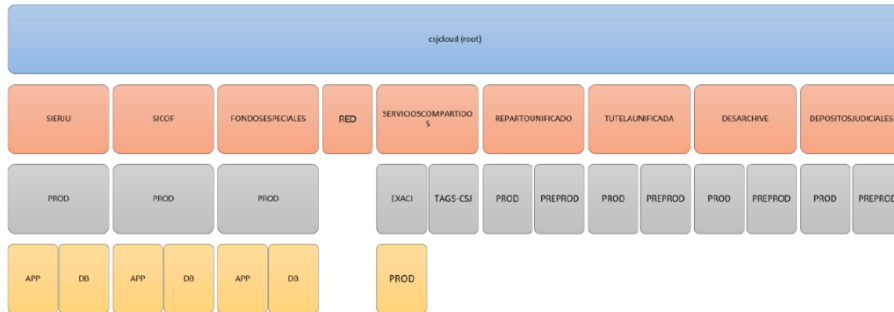 csjcloud (root)
SIERJU
SICOF
FONDOSESPECIALES
RED
SERVICIOSCOMPARTIDO
S
REPARTOUNIFICADO
TUTELAUNIFICADA
DESARCHIVE
DEPOSITOSJUDICIALES
PROD
PROD
PROD
EXACI
TAGS-CSJ
PROD
PREPROD
PROD
PREPROD
PROD
PREPROD
PROD
PREPROD
APP
DB
APP
DB
APP
DB
PROD